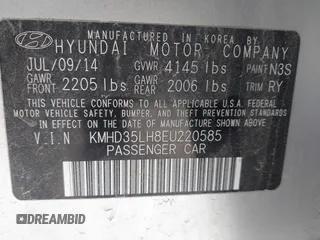 MANUFACTURED IN KOREA BY
HYUNDAI MOTOR COMPANY
JUL/09/14 GVWR 4145 lbs PAINT N3S
GAWR FRONT 2205 lbs GAWR REAR 2006 lbs TRIM RY
THIS VEHICLE CONFORMS TO ALL APPLICABLE
FEDERAL MOTOR VEHICLE SAFETY, BUMPER, AND
THEFT PREVENTION STANDARDS IN EFFECT ON
THE DATE OF MANUFACTURE SHOWN ABOVE.
V.I.N KMHD35LH8EU220585
PASSENGER CAR
DREAMBID